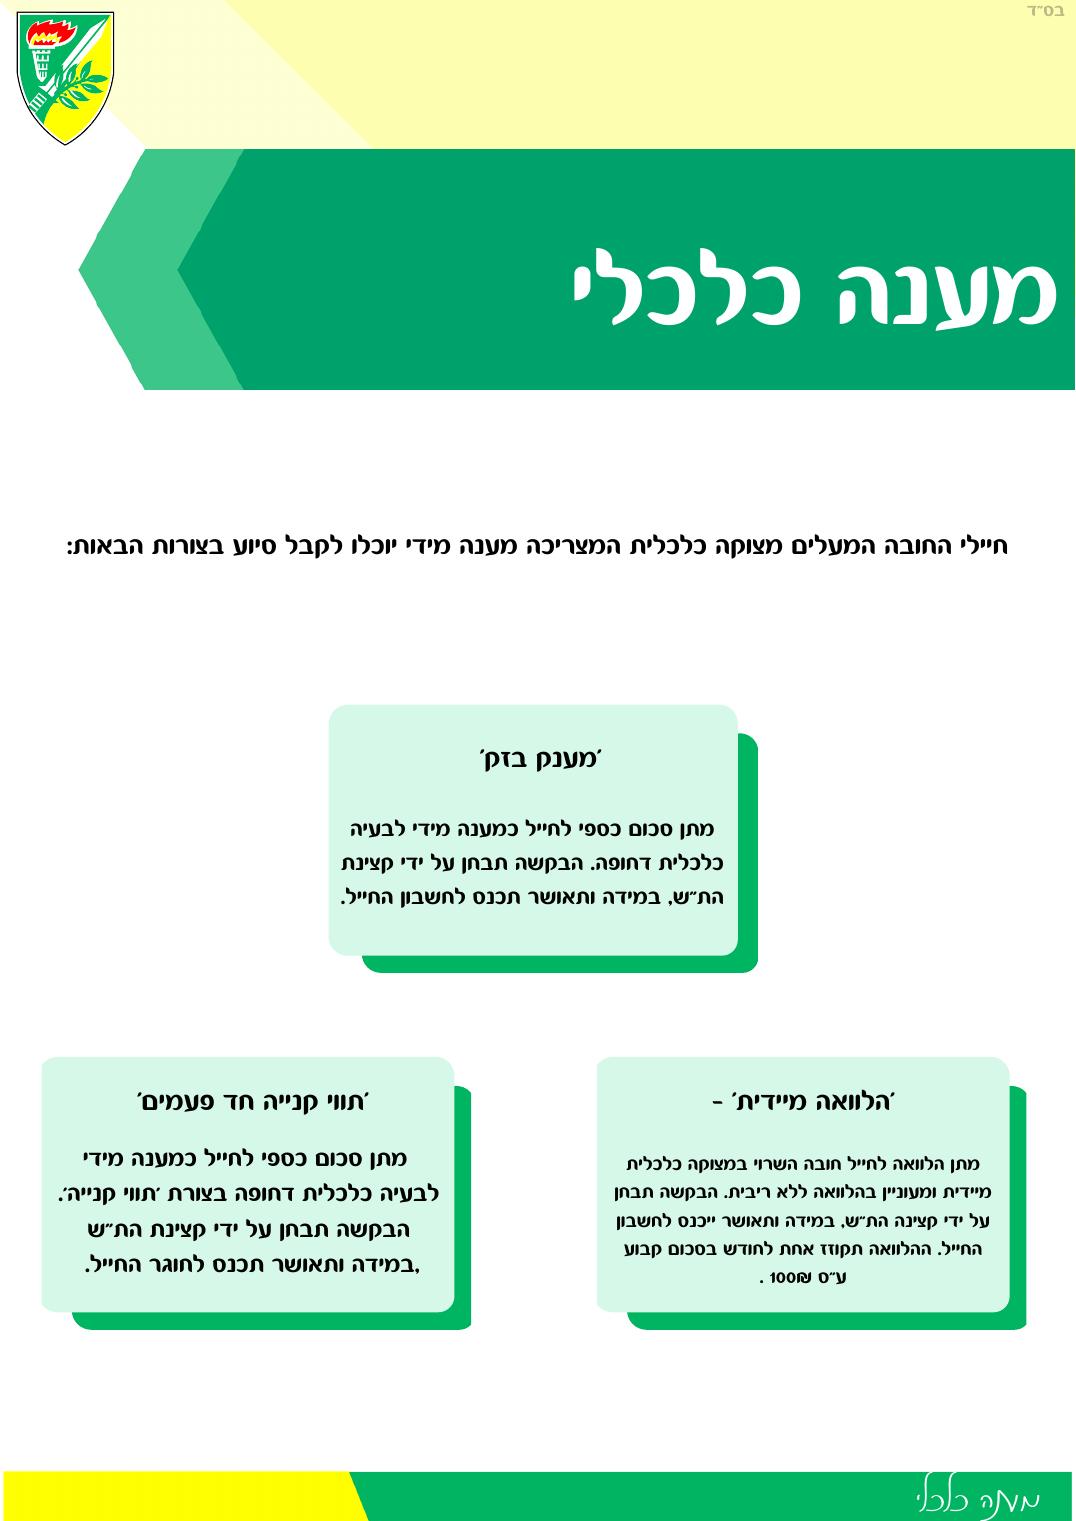 בס״ד
מענה כלכלי
חיילי החובה המעלים מצוקה כלכלית המצריכה מענה מידי יוכלו לקבל סיוע בצורות הבאות:
׳מענק בזק׳
מתן סכום כספי לחייל כמענה מידי לבעיה
כלכלית דחופה. הבקשה תבחן על ידי קצינת
הת״ש, במידה ותאושר תכנס לחשבון החייל.
׳הלוואה מיידית׳ -
מתן הלוואה לחייל חובה השרוי במצוקה כלכלית
מיידית ומעוניין בהלוואה ללא ריבית. הבקשה תבחן
על ידי קצינה הת״ש, במידה ותאושר ייכנס לחשבון
החייל. ההלוואה תקוזז אחת לחודש בסכום קבוע
ע״ס 100₪ .
׳תווי קנייה חד פעמים׳
מתן סכום כספי לחייל כמענה מידי
לבעיה כלכלית דחופה בצורת ׳תווי קנייה׳.
הבקשה תבחן על ידי קצינת הת״ש
,במידה ותאושר תכנס לחוגר החייל.
מענה כלכלי